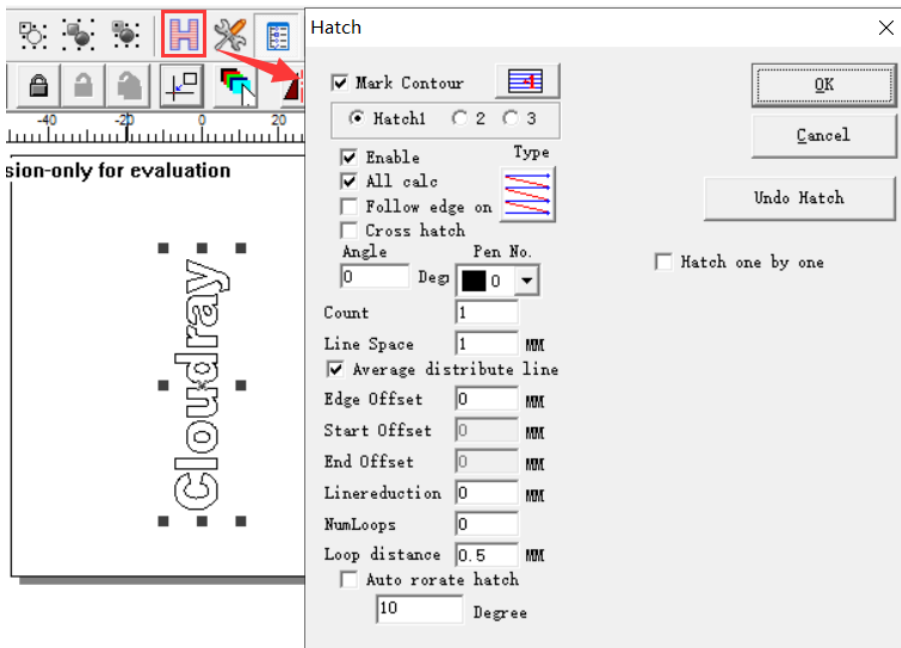 Hatch
Mark Contour
Hatch1 2 3
Enable
Type
All calc
Follow edge on
Cross hatch
Angle
Pen No.
0 Deg
0
Count 1
Line Space 1 MM
Average distribute line
Edge Offset 0 MM
Start Offset 0 MM
End Offset 0 MM
Linereduction 0 MM
NumLoops 0
Loop distance 0.5 MM
Auto rorate hatch
10 Degree
OK
Cancel
Undo Hatch
Hatch one by one
-40 -20 0 20
sion-only for evaluation
Cloudray